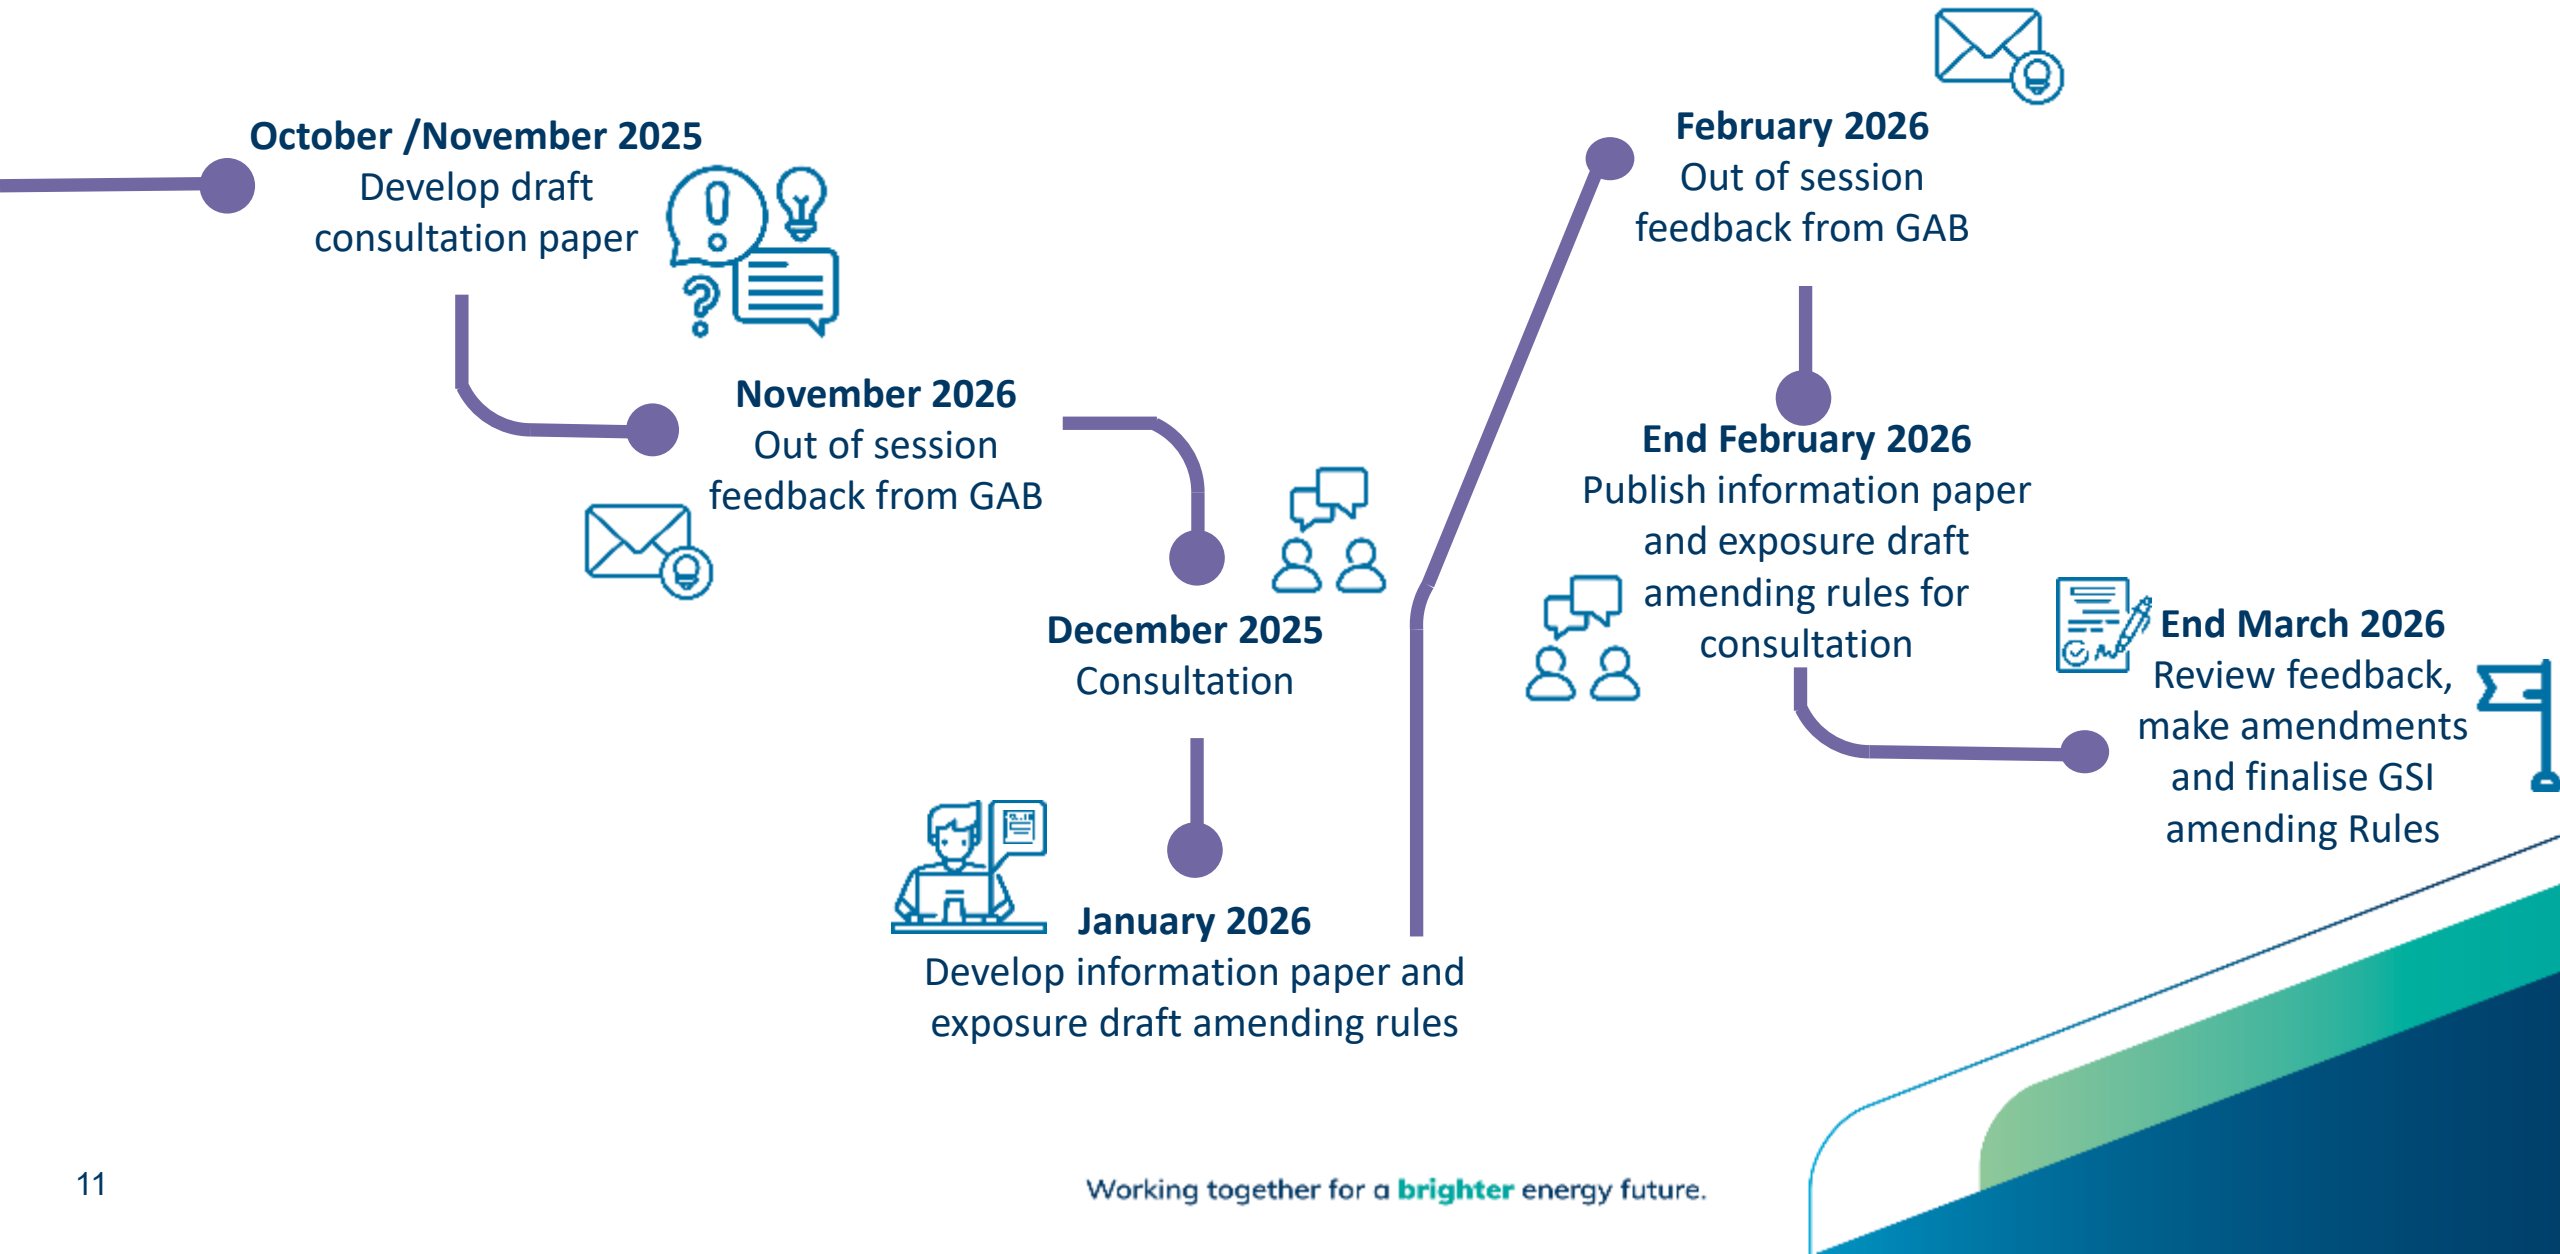 October /November 2025
Develop draft
consultation paper
November 2026
Out of session
feedback from GAB
December 2025
Consultation
January 2026
Develop information paper and
exposure draft amending rules
February 2026
Out of session
feedback from GAB
End February 2026
Publish information paper
and exposure draft
amending rules for
consultation
End March 2026
Review feedback,
make amendments
and finalise GSI
amending Rules
11
Working together for a brighter energy future.